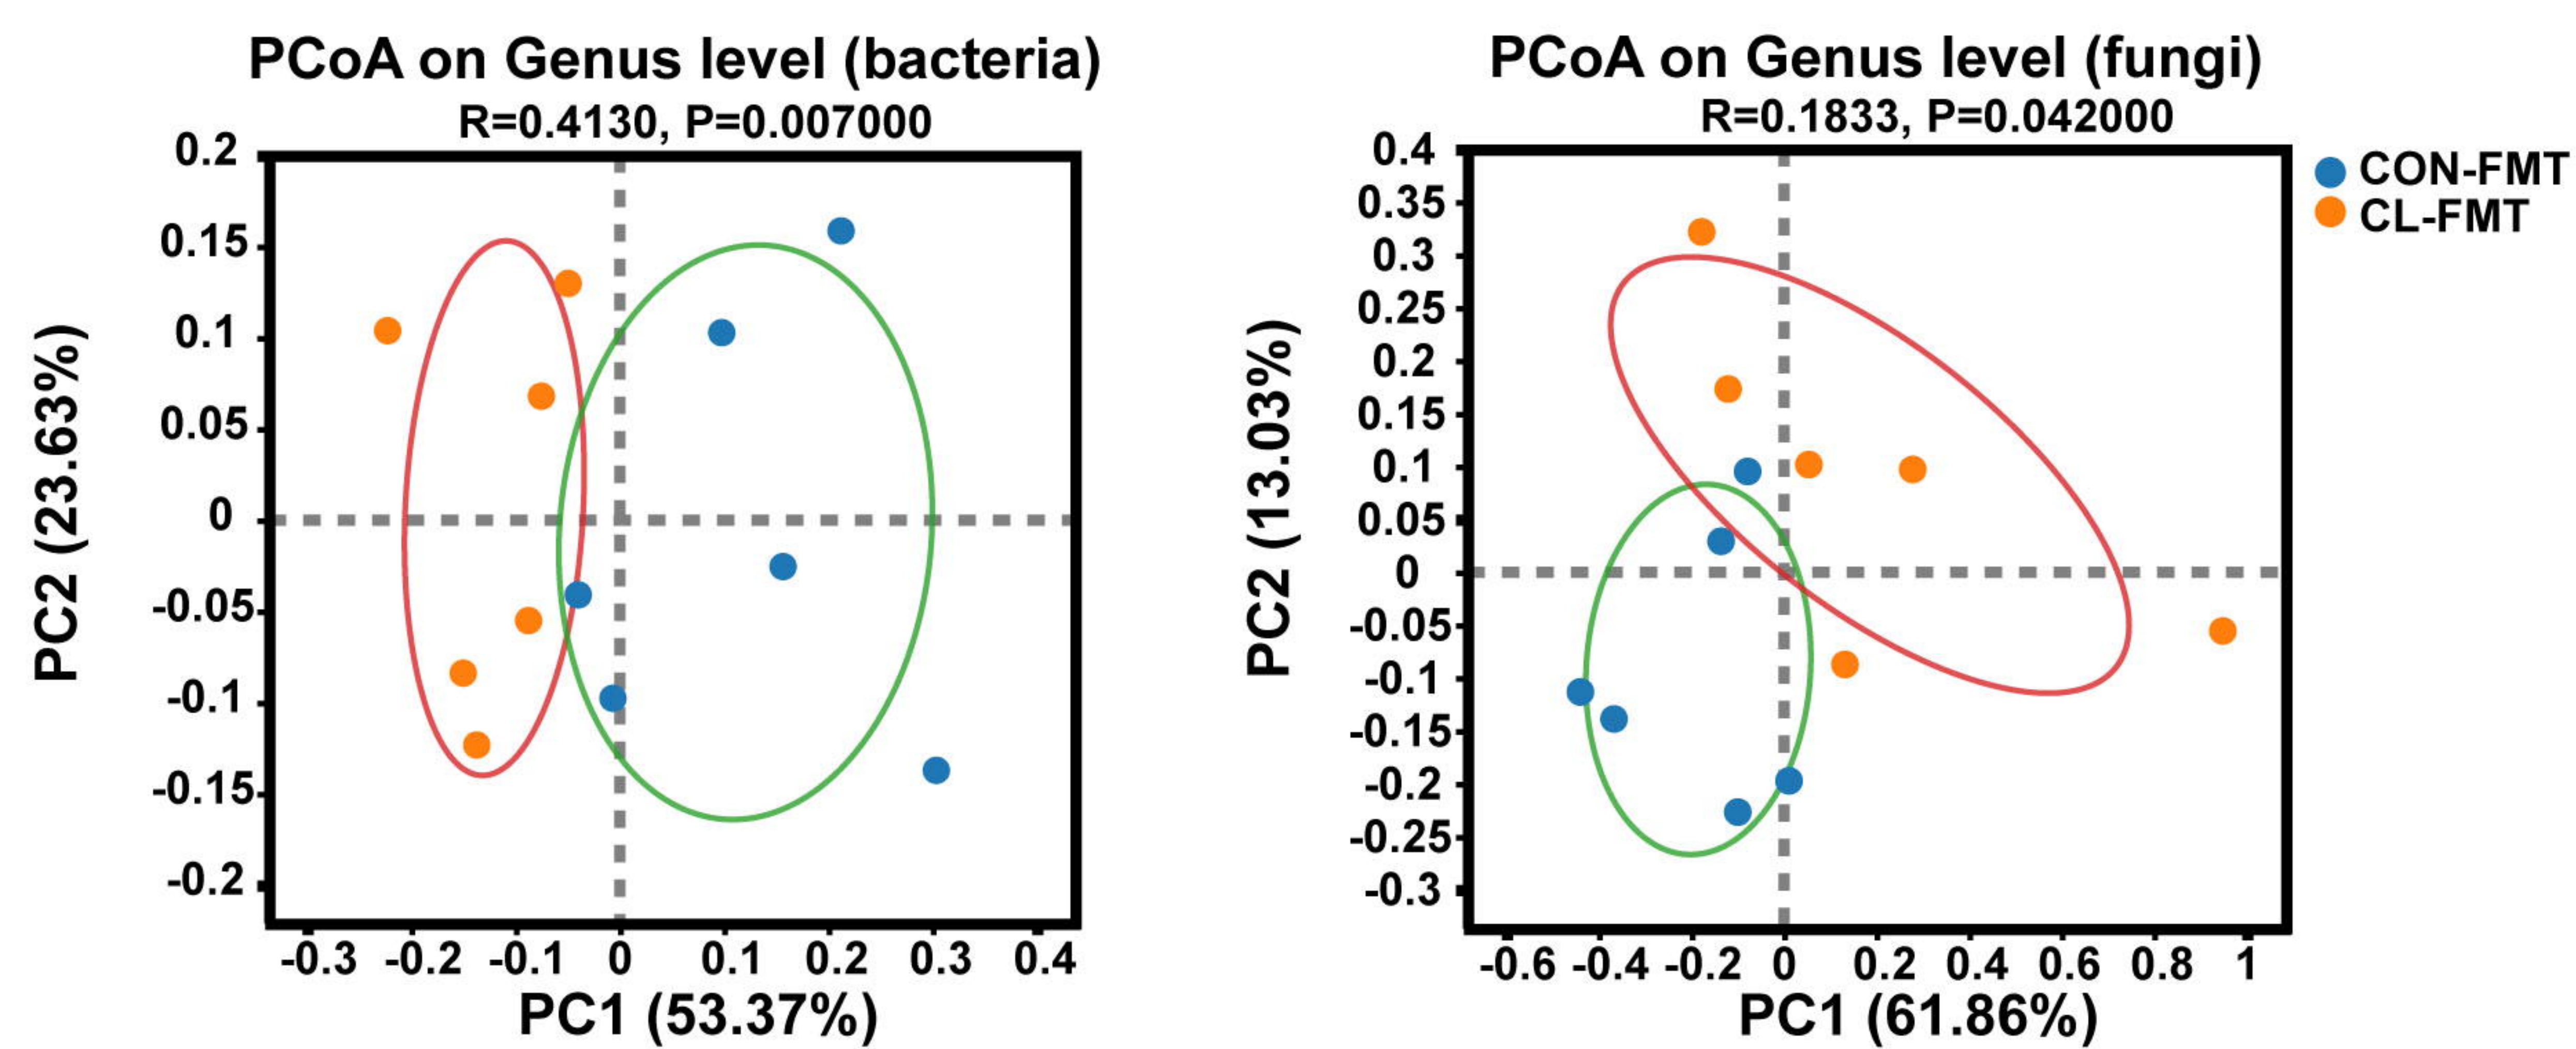 PCoA on Genus level (bacteria)
R=0.4130, P=0.007000
0.2
0.15
0.1
0.05
0
-0.05
-0.1
-0.15
-0.2
PC2 (23.63%)
-0.3 -0.2 -0.1 0 0.1 0.2 0.3 0.4
PC1 (53.37%)
PCoA on Genus level (fungi)
R=0.1833, P=0.042000
0.4
0.35
0.3
0.25
0.2
0.15
0.1
0.05
0
-0.05
-0.1
-0.15
-0.2
-0.25
-0.3
PC2 (13.03%)
-0.6 -0.4 -0.2 0 0.2 0.4 0.6 0.8 1
PC1 (61.86%)
CON-FMT
CL-FMT